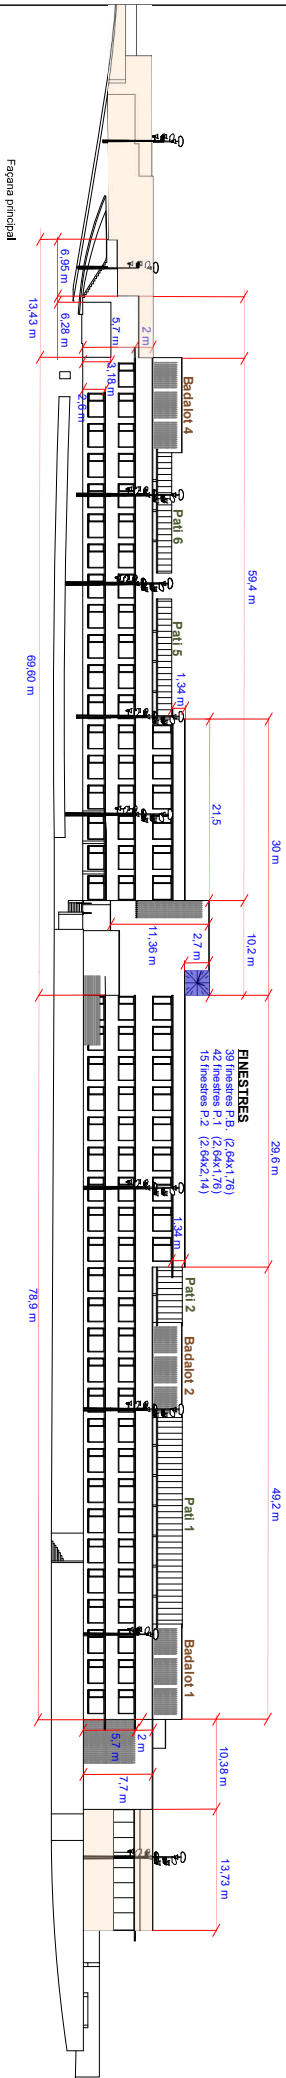 Façana principal
6,95 m
13,43 m
6,28 m
5,7 m
2 m
3,18 m
2,6 m
Badalot 4
Pati 6
59,4 m
Pati 5
69,60 m
1,34 m
21,5
30 m
11,36 m
2,7 m
10,2 m
FINESTRES
39 finestres P.B. (2,64x1,76)
42 finestres P.1 (2,64x1,76)
15 finestres P.2 (2,64x2,14)
29,6 m
1,34 m
Pati 2
78,9 m
Badalot 2
49,2 m
Pati 1
Badalot 1
5,7 m
2 m
7,7 m
10,38 m
13,73 m